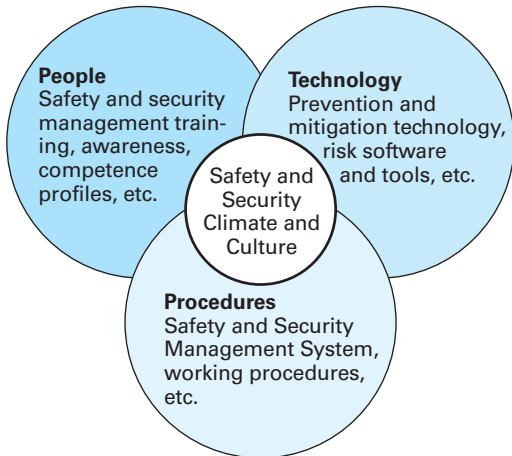 People
Safety and security
management train-
ing, awareness,
competence
profiles, etc.
Technology
Prevention and
mitigation technology,
risk software
and tools, etc.
Safety and
Security
Climate and
Culture
Procedures
Safety and Security
Management System,
working procedures,
etc.